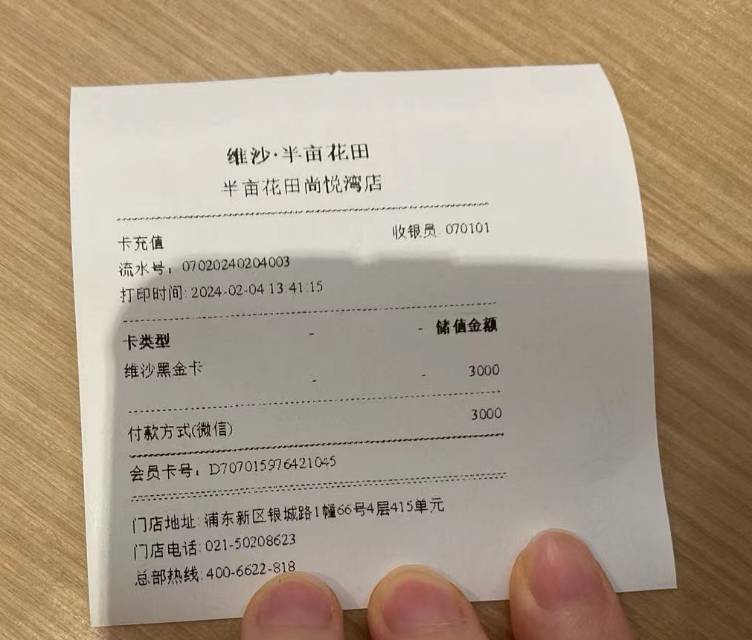 维沙·半亩花田
半亩花田尚悦湾店
卡充值 收银员: 070101
流水号: 07020240204003
打印时间: 2024-02-04 13:41:15
卡类型 - - 储值金额
维沙黑金卡 - - 3000
付款方式(微信) 3000
会员卡号: D707015976421045
门店地址: 浦东新区银城路1幢66号4层415单元
门店电话: 021-50208623
总部热线: 400-6622-818